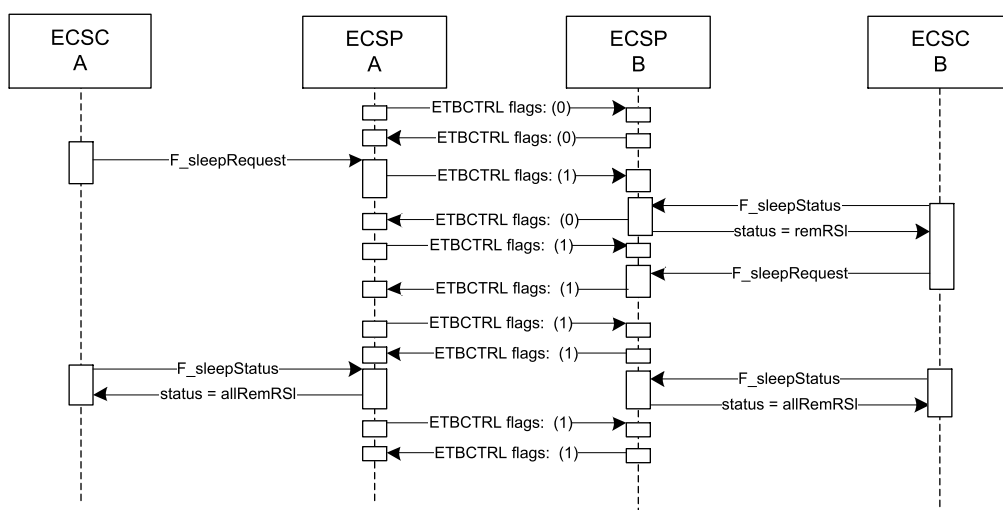 ECSC
A
ECSP
A
ECSP
B
ECSC
B
ETBCTRL flags: (0)
ETBCTRL flags: (0)
F_sleepRequest
ETBCTRL flags: (1)
F_sleepStatus
ETBCTRL flags: (0)
status = remRSI
ETBCTRL flags: (1)
F_sleepRequest
ETBCTRL flags: (1)
ETBCTRL flags: (1)
ETBCTRL flags: (1)
F_sleepStatus
F_sleepStatus
status = allRemRSI
status = allRemRSI
ETBCTRL flags: (1)
ETBCTRL flags: (1)